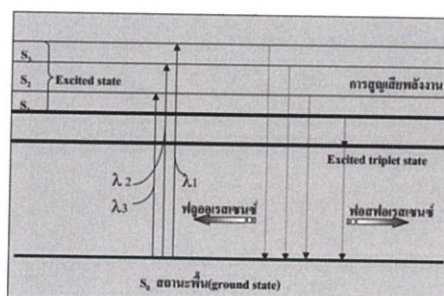 S₃
S₂ Excited state
การสูญเสียพลังงาน
S₁
Excited triplet state
λ 2
λ1
λ3
ฟลูออเรสเซนซ์
ฟอสฟอเรสเซนซ์
S₀ สถานะพื้น(ground state)